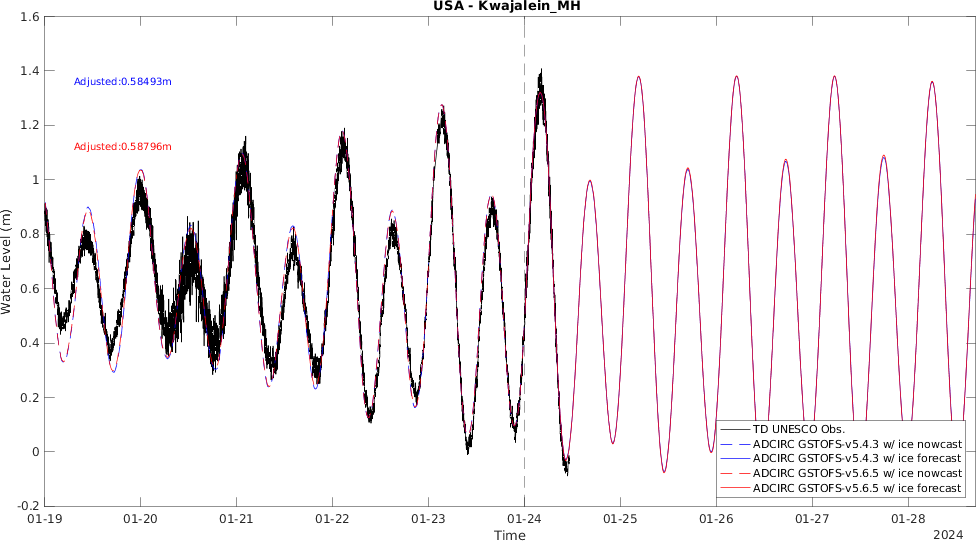 USA - Kwajalein_MH
1.6
1.4
1.2
1
0.8
0.6
0.4
0.2
0
-0.2
Water Level (m)
Adjusted:0.58493m
Adjusted:0.58796m
TD UNESCO Obs.
ADCIRC GSTOFS-v5.4.3 w/ ice nowcast
ADCIRC GSTOFS-v5.4.3 w/ ice forecast
ADCIRC GSTOFS-v5.6.5 w/ ice nowcast
ADCIRC GSTOFS-v5.6.5 w/ ice forecast
01-19 01-20 01-21 01-22 01-23 01-24 01-25 01-26 01-27 01-28
Time
2024